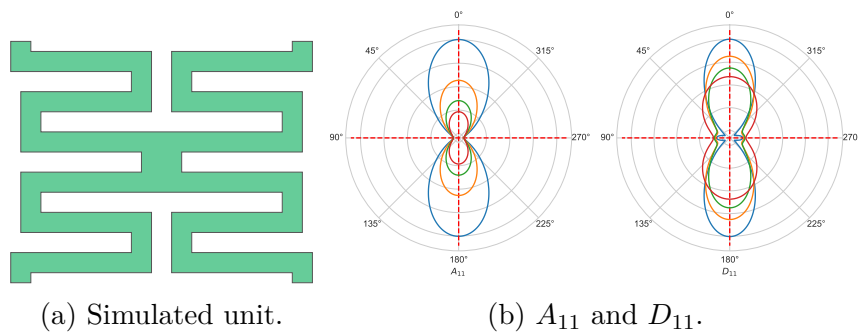 0° 0°
45° 315° 45° 315°
90° 270° 90° 270°
135° 225° 135° 225°
180° 180°
A₁₁ D₁₁
(a) Simulated unit. (b) A₁₁ and D₁₁.